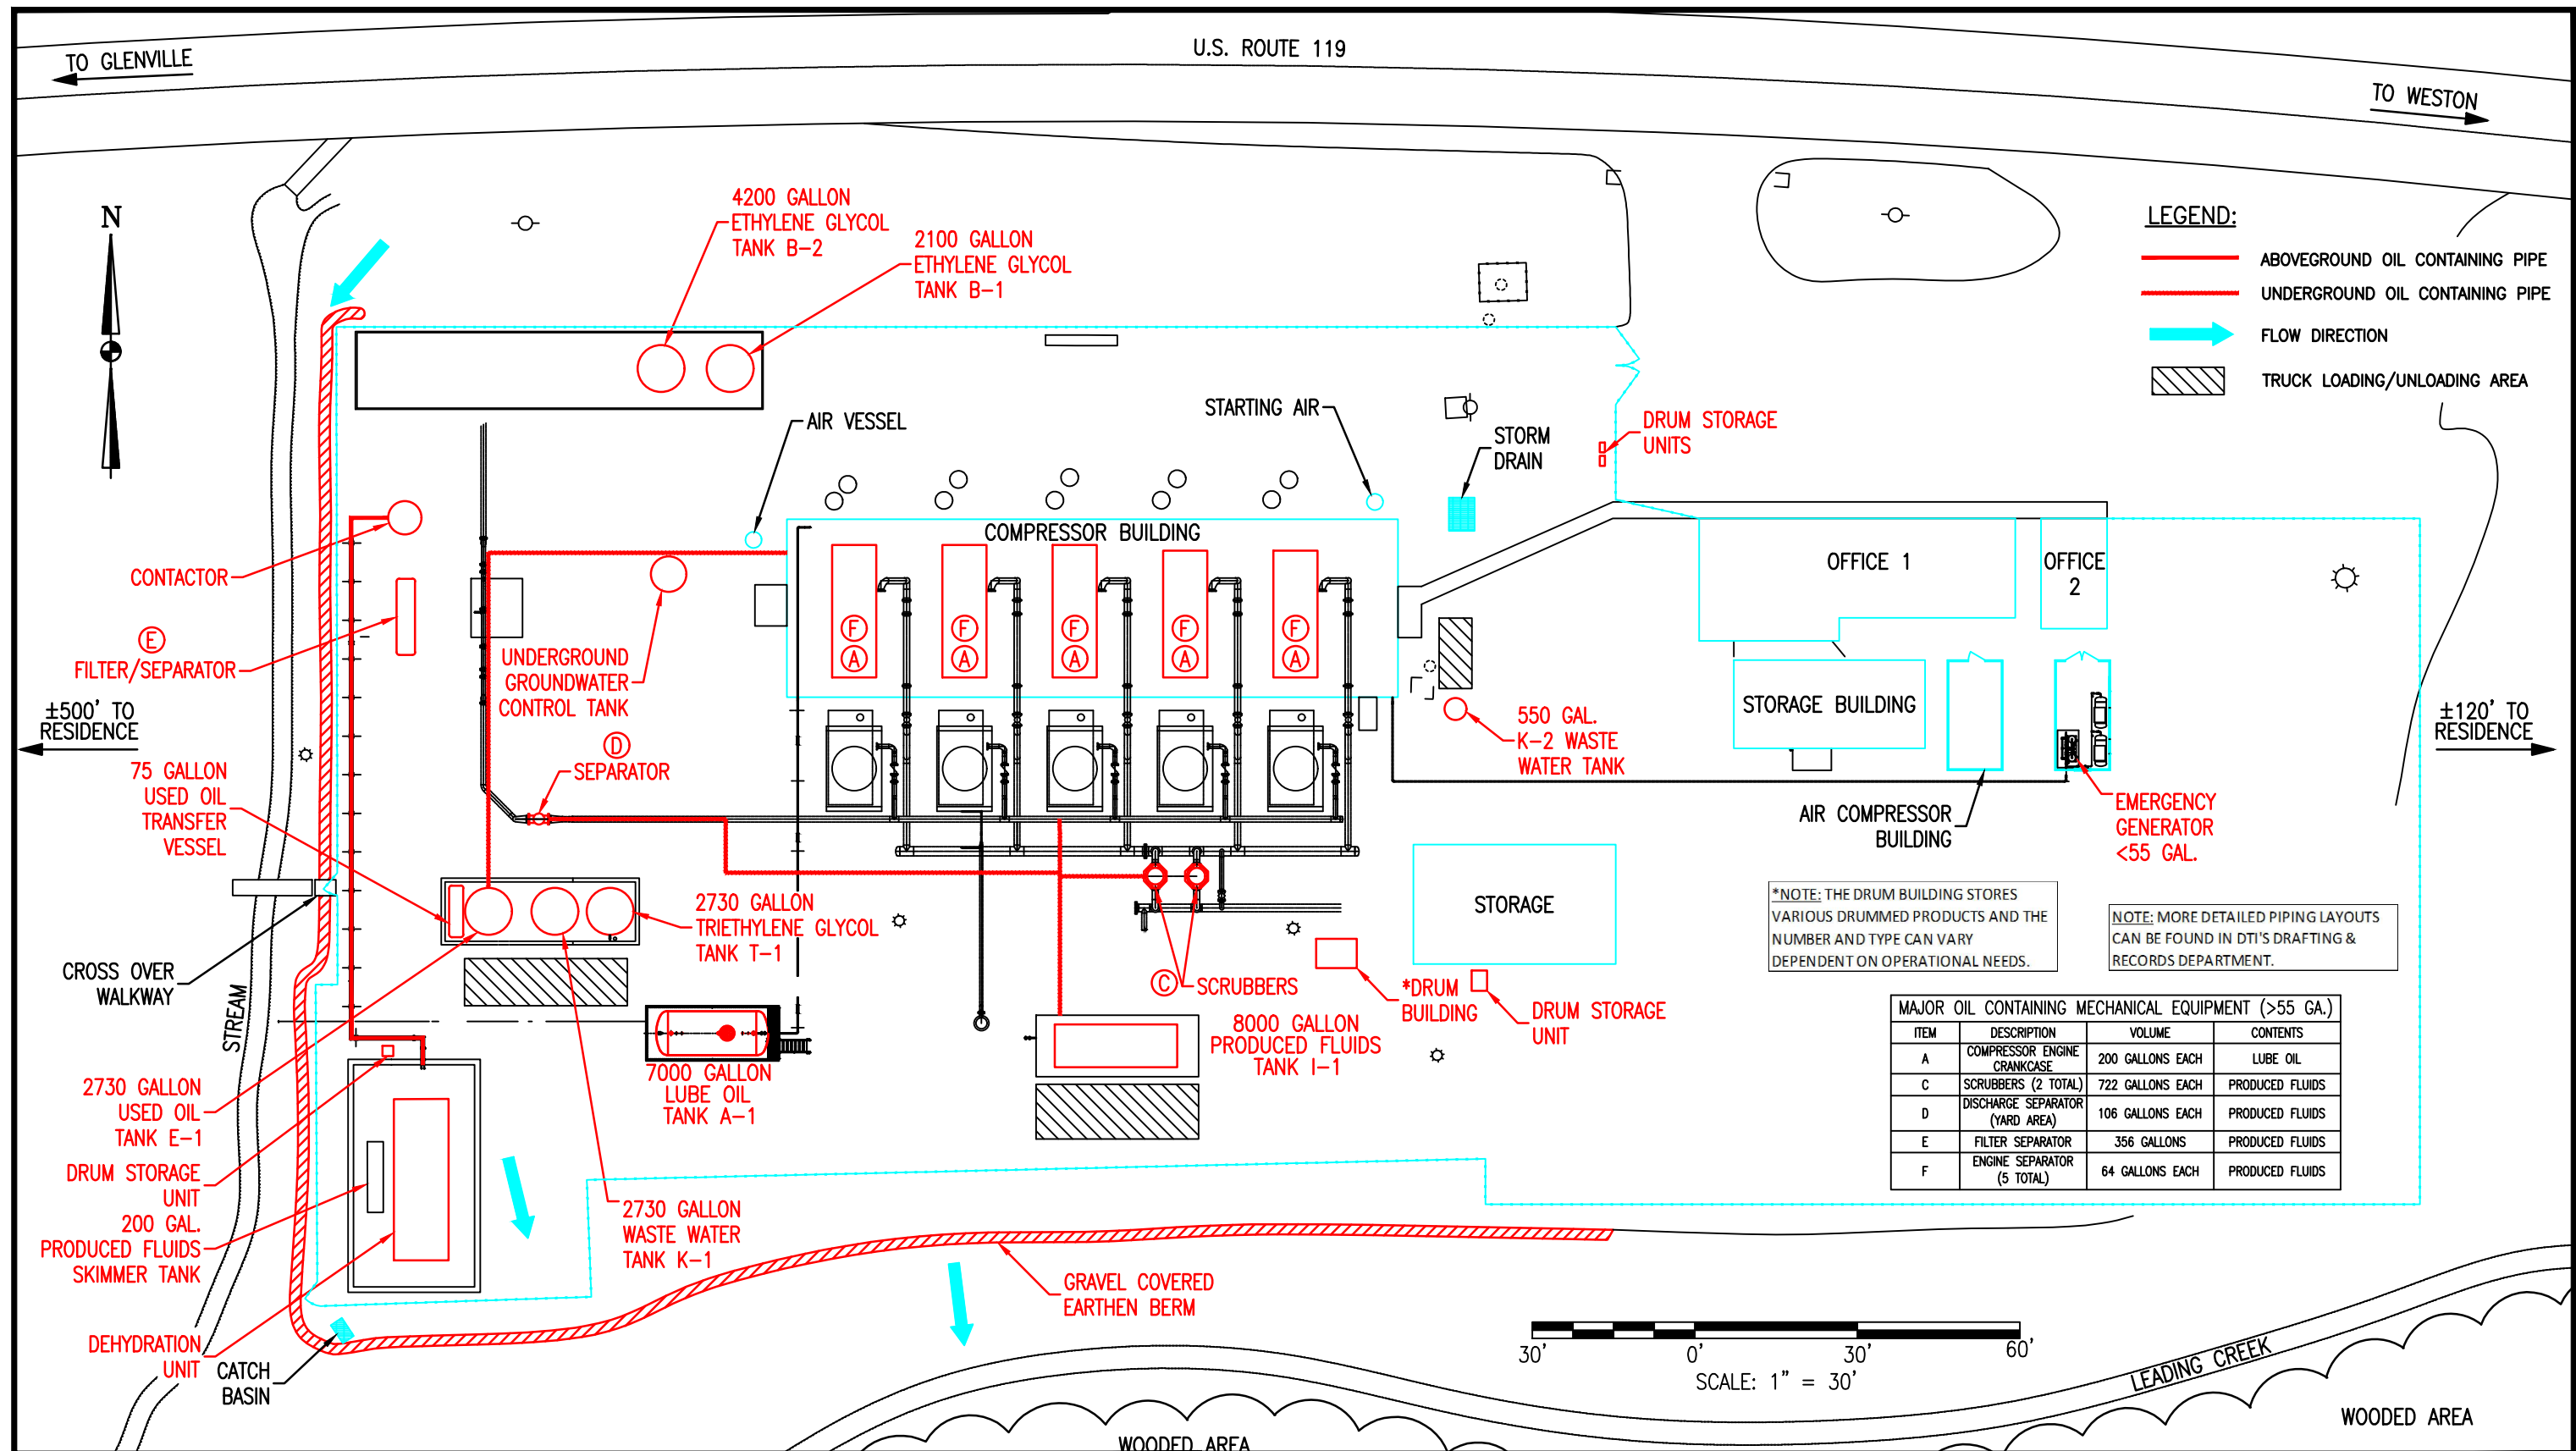 U.S. ROUTE 119
TO GLENVILLE
TO WESTON
N
4200 GALLON
ETHYLENE GLYCOL
TANK B-2
2100 GALLON
ETHYLENE GLYCOL
TANK B-1
LEGEND:
ABOVEGROUND OIL CONTAINING PIPE
UNDERGROUND OIL CONTAINING PIPE
FLOW DIRECTION
TRUCK LOADING/UNLOADING AREA
AIR VESSEL
STARTING AIR
STORM
DRAIN
DRUM STORAGE
UNITS
COMPRESSOR BUILDING
OFFICE 1
OFFICE
2
CONTACTOR
E
FILTER/SEPARATOR
F
A
F
A
F
A
F
A
F
A
UNDERGROUND
GROUNDWATER
CONTROL TANK
±500' TO
RESIDENCE
D
SEPARATOR
550 GAL.
K-2 WASTE
WATER TANK
STORAGE BUILDING
±120' TO
RESIDENCE
75 GALLON
USED OIL
TRANSFER
VESSEL
AIR COMPRESSOR
BUILDING
EMERGENCY
GENERATOR
<55 GAL.
2730 GALLON
TRIETHYLENE GLYCOL
TANK T-1
STORAGE
*NOTE: THE DRUM BUILDING STORES
VARIOUS DRUMMED PRODUCTS AND THE
NUMBER AND TYPE CAN VARY
DEPENDENT ON OPERATIONAL NEEDS.
NOTE: MORE DETAILED PIPING LAYOUTS
CAN BE FOUND IN DTI'S DRAFTING &
RECORDS DEPARTMENT.
CROSS OVER
WALKWAY
STREAM
C
SCRUBBERS
*DRUM
BUILDING
DRUM STORAGE
UNIT
8000 GALLON
PRODUCED FLUIDS
TANK I-1
7000 GALLON
LUBE OIL
TANK A-1
MAJOR OIL CONTAINING MECHANICAL EQUIPMENT (>55 GA.)
ITEM DESCRIPTION VOLUME CONTENTS
A COMPRESSOR ENGINE CRANKCASE 200 GALLONS EACH LUBE OIL
C SCRUBBERS (2 TOTAL) 722 GALLONS EACH PRODUCED FLUIDS
D DISCHARGE SEPARATOR (YARD AREA) 106 GALLONS EACH PRODUCED FLUIDS
E FILTER SEPARATOR 356 GALLONS PRODUCED FLUIDS
F ENGINE SEPARATOR (5 TOTAL) 64 GALLONS EACH PRODUCED FLUIDS
2730 GALLON
USED OIL
TANK E-1
DRUM STORAGE
UNIT
200 GAL.
PRODUCED FLUIDS
SKIMMER TANK
2730 GALLON
WASTE WATER
TANK K-1
GRAVEL COVERED
EARTHEN BERM
DEHYDRATION
UNIT
CATCH
BASIN
30' 0' 30' 60'
SCALE: 1" = 30'
LEADING CREEK
WOODED AREA
WOODED AREA